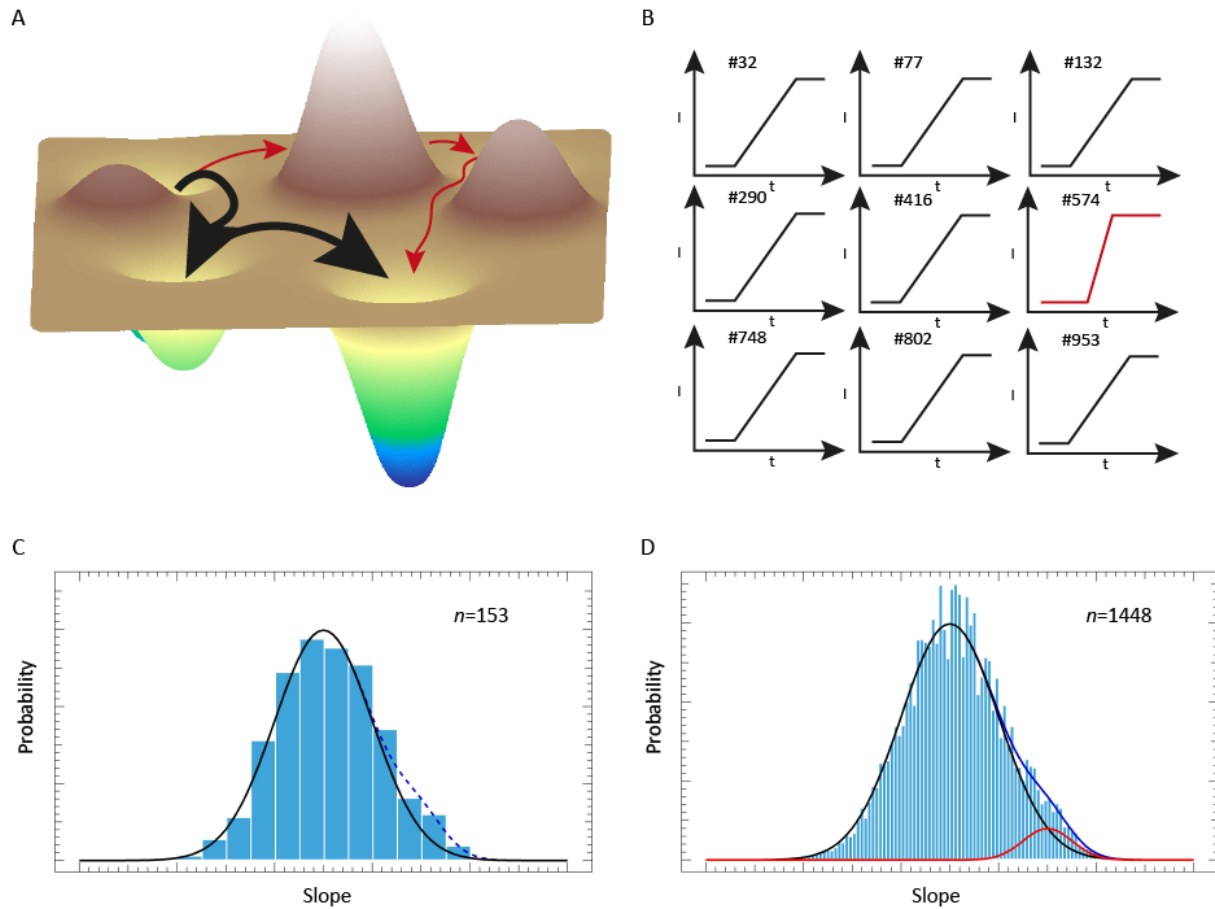 A
B
#32
#77
#132
I
I
I
t
t
t
#290
#416
#574
I
I
I
t
t
t
#748
#802
#953
I
I
I
t
t
t
C
D
n=153
n=1448
Probability
Probability
Slope
Slope